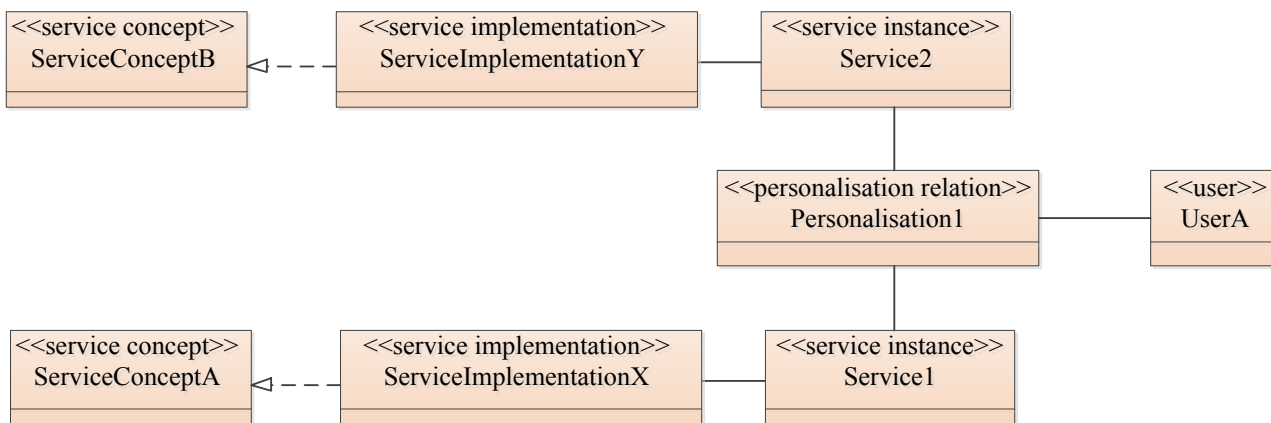 <<service concept>>
ServiceConceptB
<<service implementation>>
ServiceImplementationY
<<service instance>>
Service2
<<personalisation relation>>
Personalisation1
<<user>>
UserA
<<service concept>>
ServiceConceptA
<<service implementation>>
ServiceImplementationX
<<service instance>>
Service1